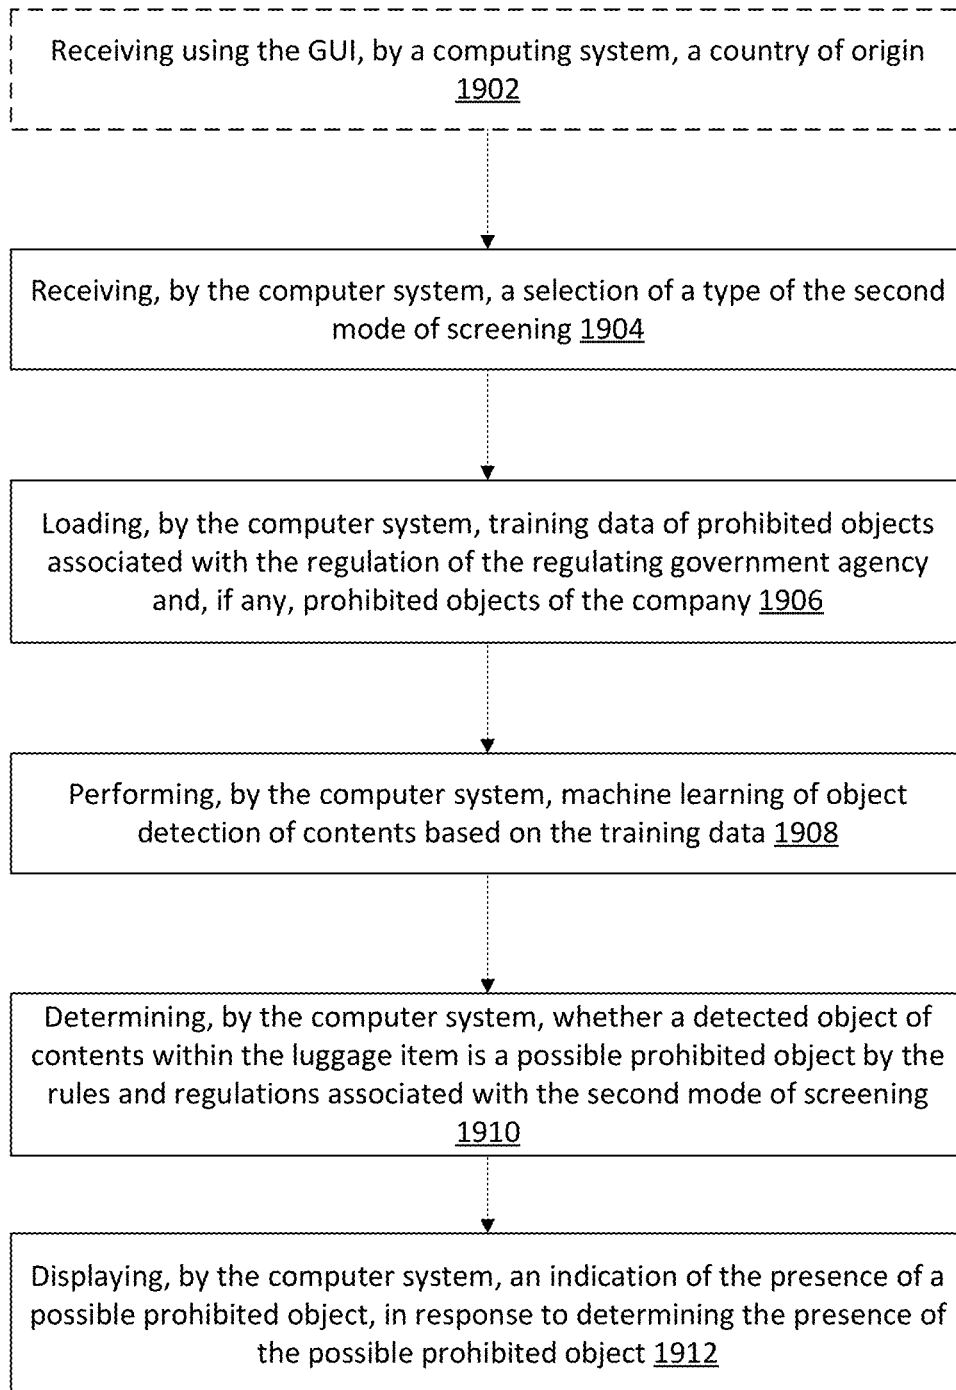 Receiving using the GUI, by a computing system, a country of origin
1902
Receiving, by the computer system, a selection of a type of the second
mode of screening 1904
Loading, by the computer system, training data of prohibited objects
associated with the regulation of the regulating government agency
and, if any, prohibited objects of the company 1906
Performing, by the computer system, machine learning of object
detection of contents based on the training data 1908
Determining, by the computer system, whether a detected object of
contents within the luggage item is a possible prohibited object by the
rules and regulations associated with the second mode of screening
1910
Displaying, by the computer system, an indication of the presence of a
possible prohibited object, in response to determining the presence of
the possible prohibited object 1912